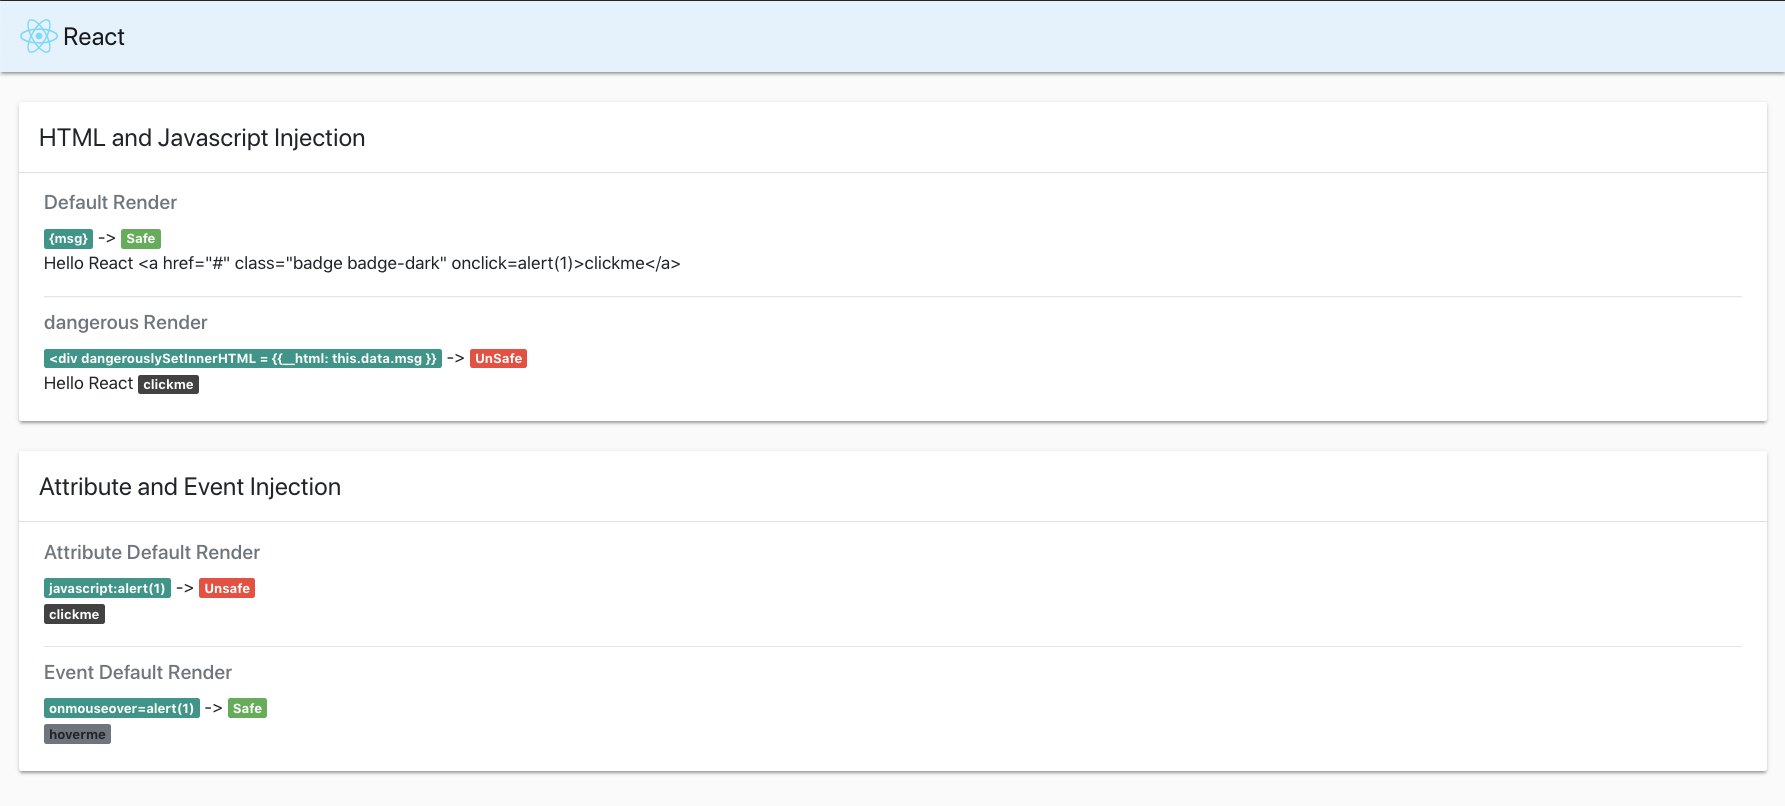 React
HTML and Javascript Injection
Default Render
{msg} -> Safe
Hello React <a href="#" class="badge badge-dark" onclick=alert(1)>clickme</a>
dangerous Render
<div dangerouslySetInnerHTML = {{__html: this.data.msg }} -> UnSafe
Hello React clickme
Attribute and Event Injection
Attribute Default Render
javascript:alert(1) -> Unsafe
clickme
Event Default Render
onmouseover=alert(1) -> Safe
hoverme